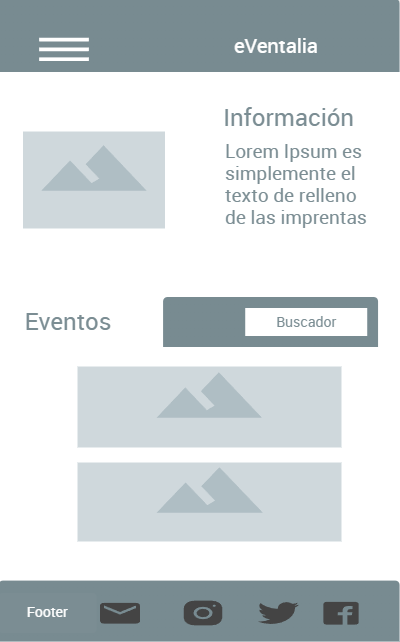 eVentalia
Información
Lorem Ipsum es
simplemente el
texto de relleno
de las imprentas
Eventos
Buscador
Footer